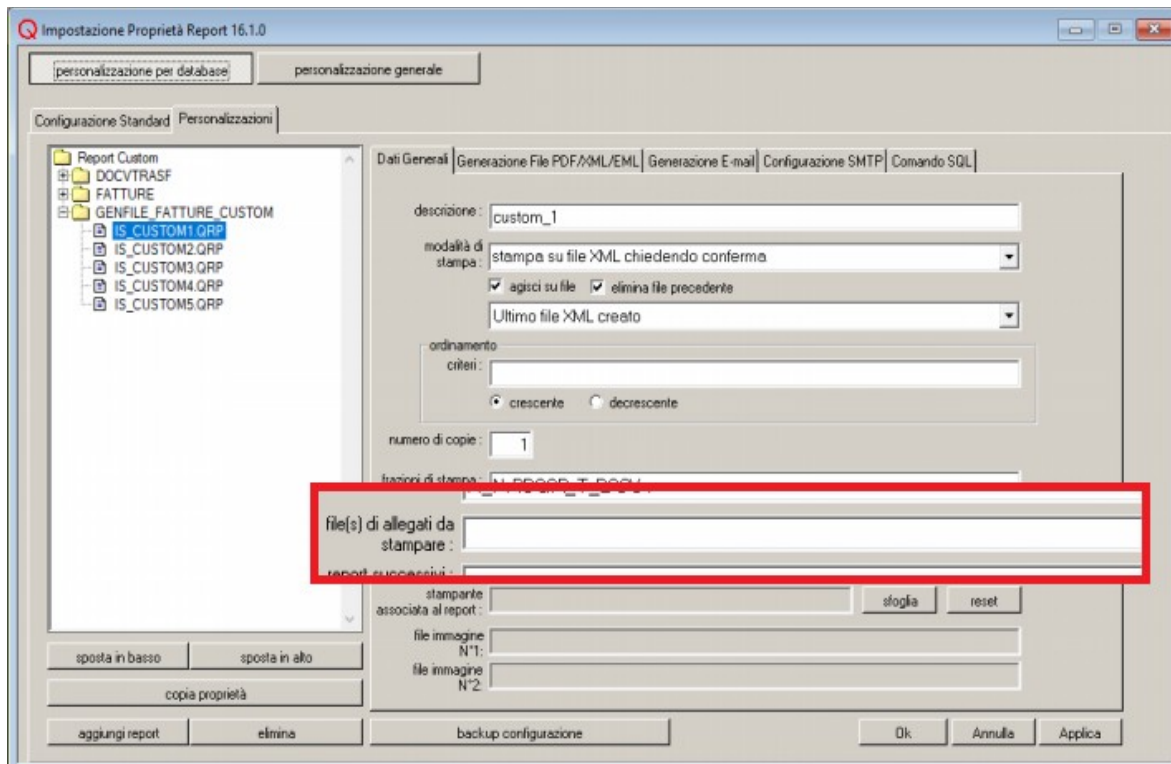 Impostazione Proprietà Report 16.1.0
personalizzazione per database
personalizzazione generale
Configurazione Standard
Personalizzazioni
Report Custom
DOCVTRASF
FATTURE
GENFILE_FATTURE_CUSTOM
IS_CUSTOM1.QRP
IS_CUSTOM2.QRP
IS_CUSTOM3.QRP
IS_CUSTOM4.QRP
IS_CUSTOM5.QRP
sposta in basso
sposta in alto
copia proprietà
aggiungi report
elimina
Dati Generali
Generazione File PDF/XML/EML
Generazione E-mail
Configurazione SMTP
Comando SQL
descrizione :
custom_1
modalità di
stampa :
stampa su file XML chiedendo conferma
agisci su file
elimina file precedente
Ultimo file XML creato
ordinamento
criteri :
crescente
decrescente
numero di copie :
1
frazioni di stampa :
file(s) di allegati da
stampare :
report successivi :
stampante
associata al report :
sfoglia
reset
file immagine
N°1:
file immagine
N°2:
backup configurazione
Ok
Annulla
Applica